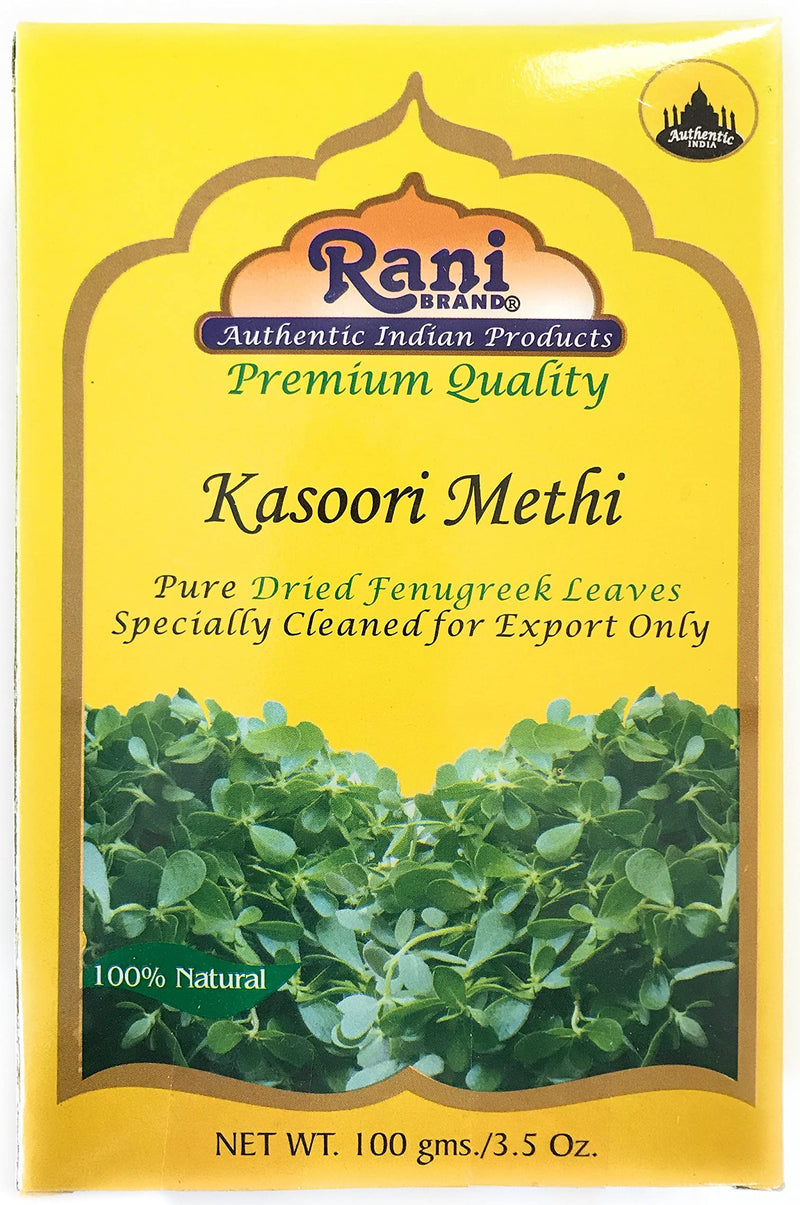 Authentic
INDIA
Rani
BRAND®
Authentic Indian Products
Premium Quality
Kasoori Methi
Pure Dried Fenugreek Leaves
Specially Cleaned for Export Only
100% Natural
NET WT. 100 gms./3.5 Oz.